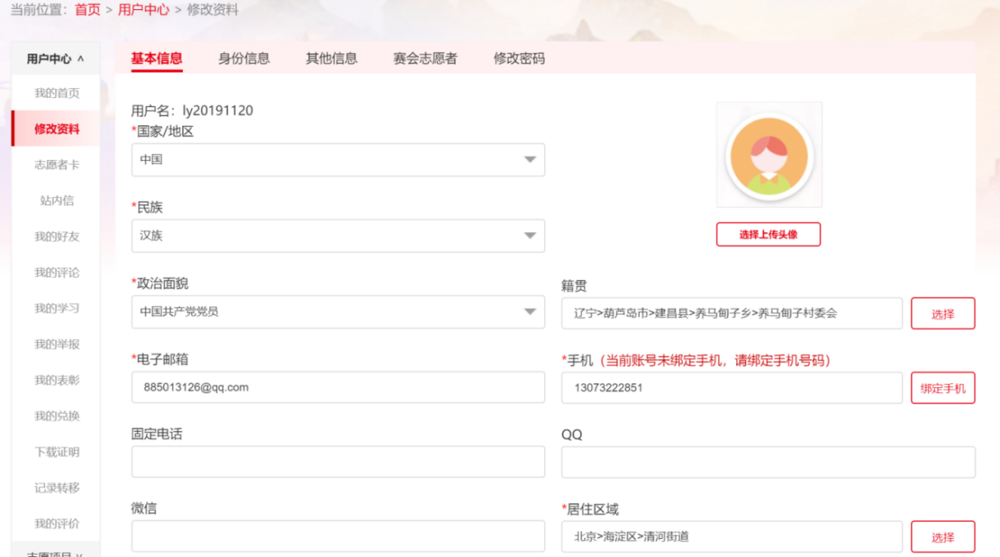 当前位置：首页 > 用户中心 > 修改资料
用户中心 ∧
我的首页
修改资料
志愿者卡
站内信
我的好友
我的评论
我的学习
我的举报
我的表彰
我的兑换
下载证明
记录转移
我的评价
志愿项目 ∨
基本信息 身份信息 其他信息 赛会志愿者 修改密码
用户名：ly20191120
*国家/地区
中国
选择上传头像
*民族
汉族
*政治面貌
中国共产党党员
籍贯
辽宁>葫芦岛市>建昌县>养马甸子乡>养马甸子村委会 选择
*电子邮箱
885013126@qq.com
*手机（当前账号未绑定手机，请绑定手机号码）
13073222851 绑定手机
固定电话
QQ
微信
*居住区域
北京>海淀区>清河街道 选择